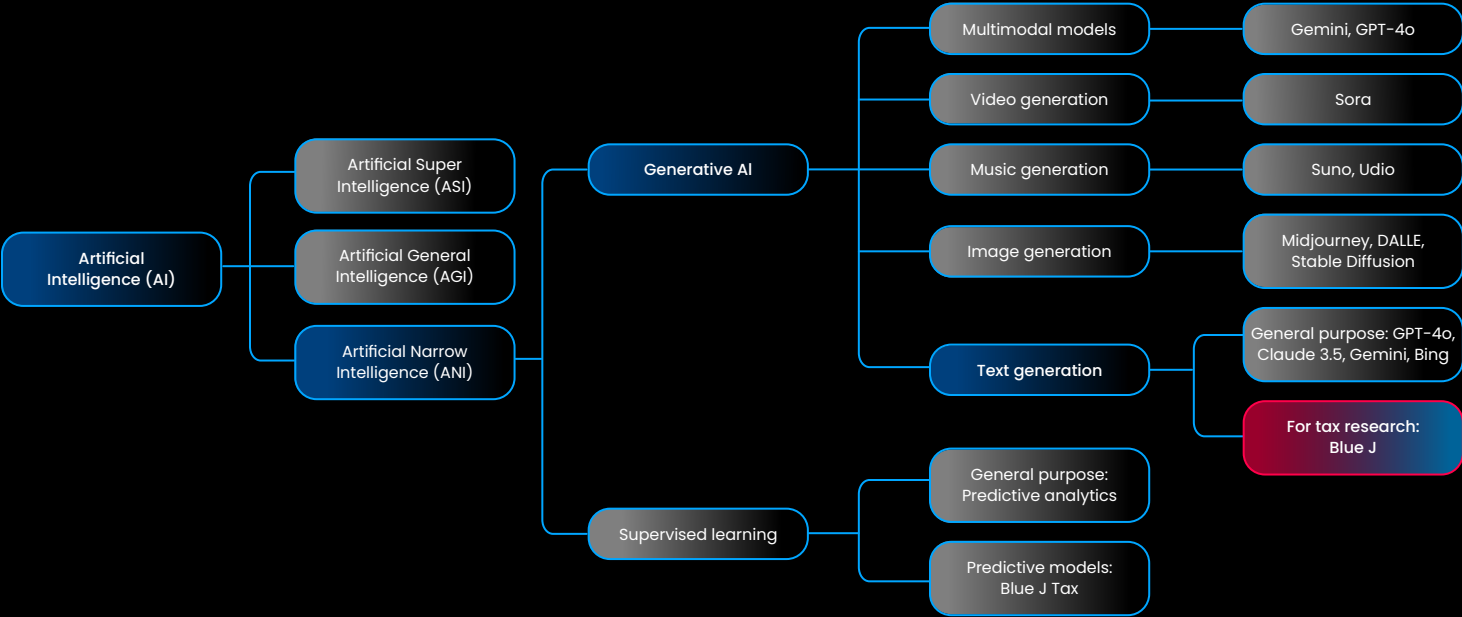 Artificial
Intelligence (AI)
Artificial Super
Intelligence (ASI)
Artificial General
Intelligence (AGI)
Artificial Narrow
Intelligence (ANI)
Generative AI
Supervised learning
Multimodal models
Video generation
Music generation
Image generation
Text generation
General purpose:
Predictive analytics
Predictive models:
Blue J Tax
Gemini, GPT-4o
Sora
Suno, Udio
Midjourney, DALLE,
Stable Diffusion
General purpose: GPT-4o,
Claude 3.5, Gemini, Bing
For tax research:
Blue J